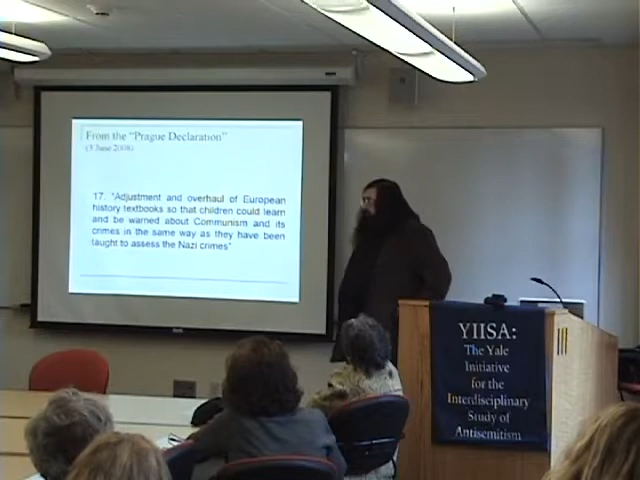 From the "Prague Declaration"
(3 June 2008)
17. "Adjustment and overhaul of European
history textbooks so that children could learn
and be warned about Communism and its
crimes in the same way as they have been
taught to assess the Nazi crimes"
YIISA:
The Yale
Initiative
for the
Interdisciplinary
Study of
Antisemitism